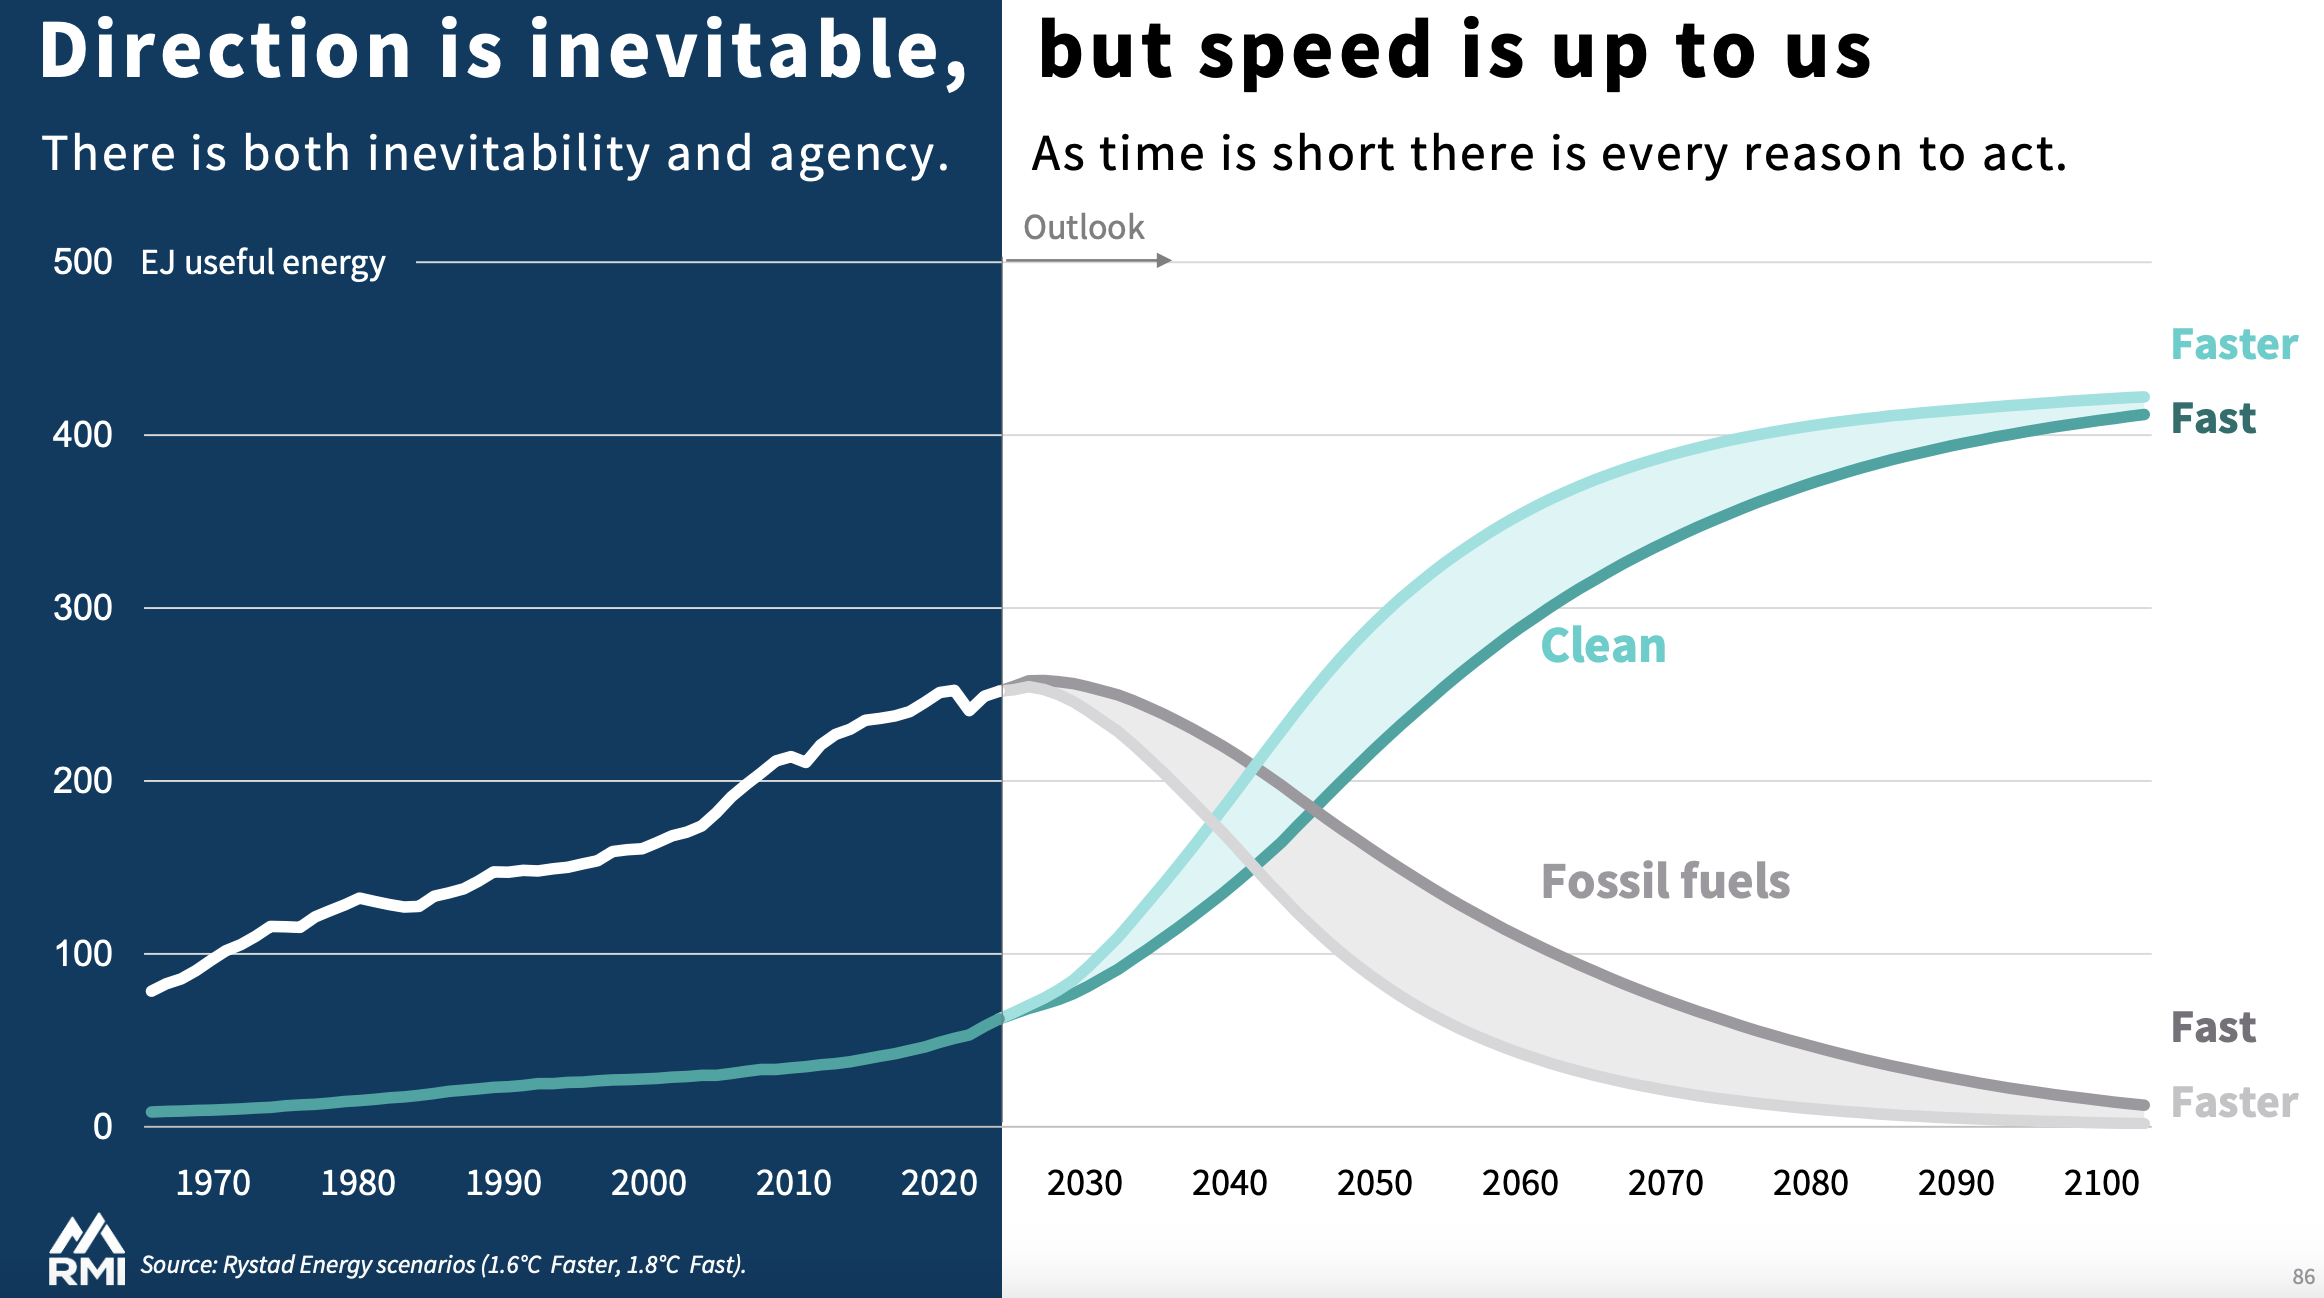 Direction is inevitable, but speed is up to us
There is both inevitability and agency. As time is short there is every reason to act.
Outlook
500 EJ useful energy
Faster
Fast
400
300
Clean
200
Fossil fuels
100
Fast
Faster
0
1970 1980 1990 2000 2010 2020 2030 2040 2050 2060 2070 2080 2090 2100
RMI
Source: Rystad Energy scenarios (1.6°C Faster, 1.8°C Fast).
86